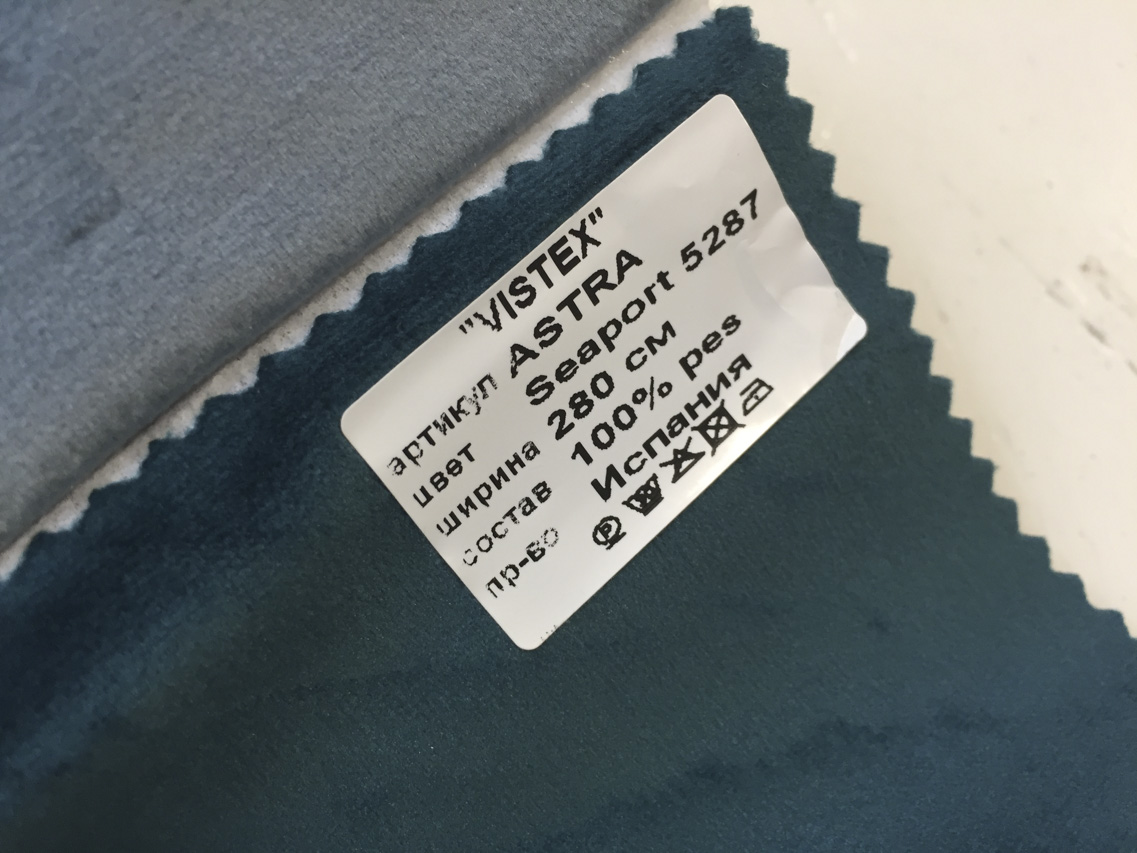 "VISTEX"
артикул ASTRA
цвет Seaport 5287
ширина 280 см
состав 100% pes
пр-во Испания